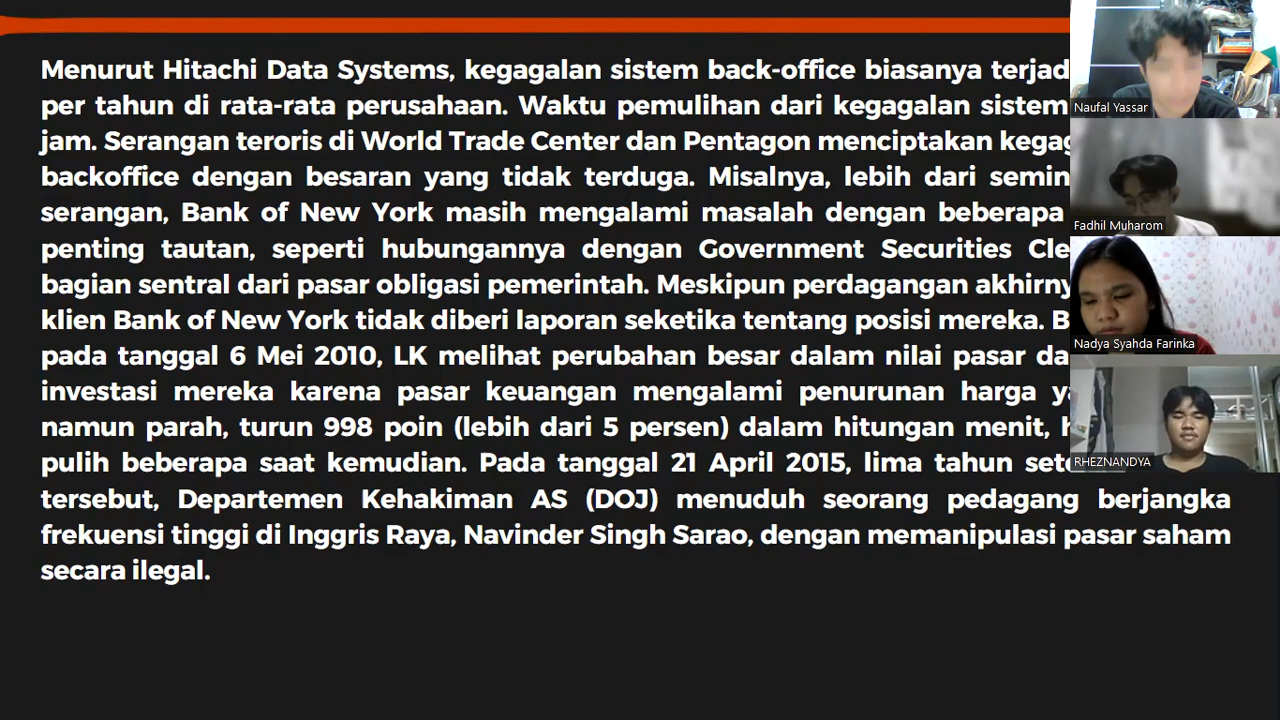 Menurut Hitachi Data Systems, kegagalan sistem back-office biasanya
per tahun di rata-rata perusahaan. Waktu pemulihan dari kegagalan sistem
jam. Serangan teroris di World Trade Center dan Pentagon menciptakan
backoffice dengan besaran yang tidak terduga. Misalnya, lebih dari
serangan, Bank of New York masih mengalami masalah dengan beberapa
penting tautan, seperti hubungannya dengan Government Securities
bagian sentral dari pasar obligasi pemerintah. Meskipun perdagangan
klien Bank of New York tidak diberi laporan seketika tentang posisi mereka.
pada tanggal 6 Mei 2010, LK melihat perubahan besar dalam nilai pasar
investasi mereka karena pasar keuangan mengalami penurunan harga
namun parah, turun 998 poin (lebih dari 5 persen) dalam hitungan menit,
pulih beberapa saat kemudian. Pada tanggal 21 April 2015, lima tahun
tersebut, Departemen Kehakiman AS (DOJ) menuduh seorang pedagang berjangka
frekuensi tinggi di Inggris Raya, Navinder Singh Sarao, dengan memanipulasi pasar saham
secara ilegal.
Naufal Yassar
Fadhil Muharom
Nadya Syahda Farinka
RHEZNANDYA